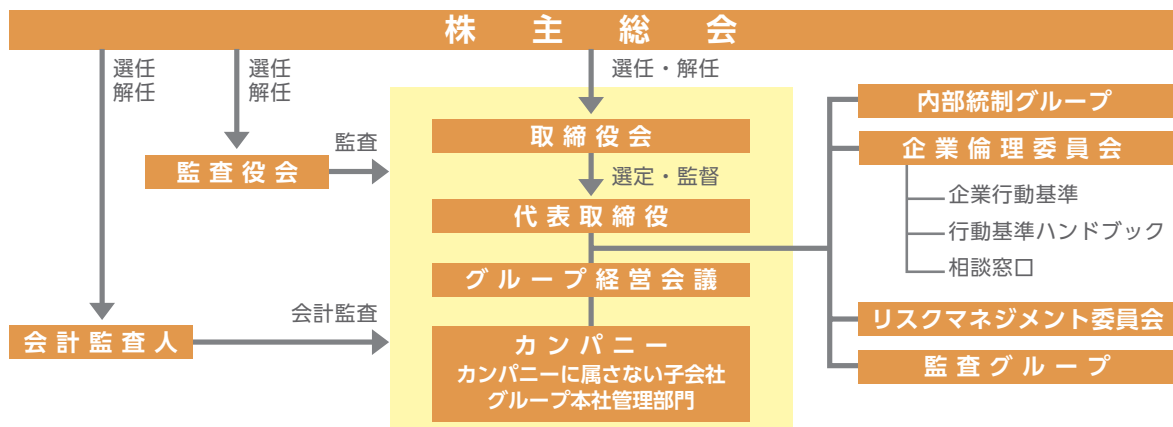 株主総会
選任
解任
選任
解任
選任・解任
監査役会
監査
会計監査人
会計監査
取締役会
選定・監督
代表取締役
グループ経営会議
カンパニー
カンパニーに属さない子会社
グループ本社管理部門
内部統制グループ
企業倫理委員会
企業行動基準
行動基準ハンドブック
相談窓口
リスクマネジメント委員会
監査グループ